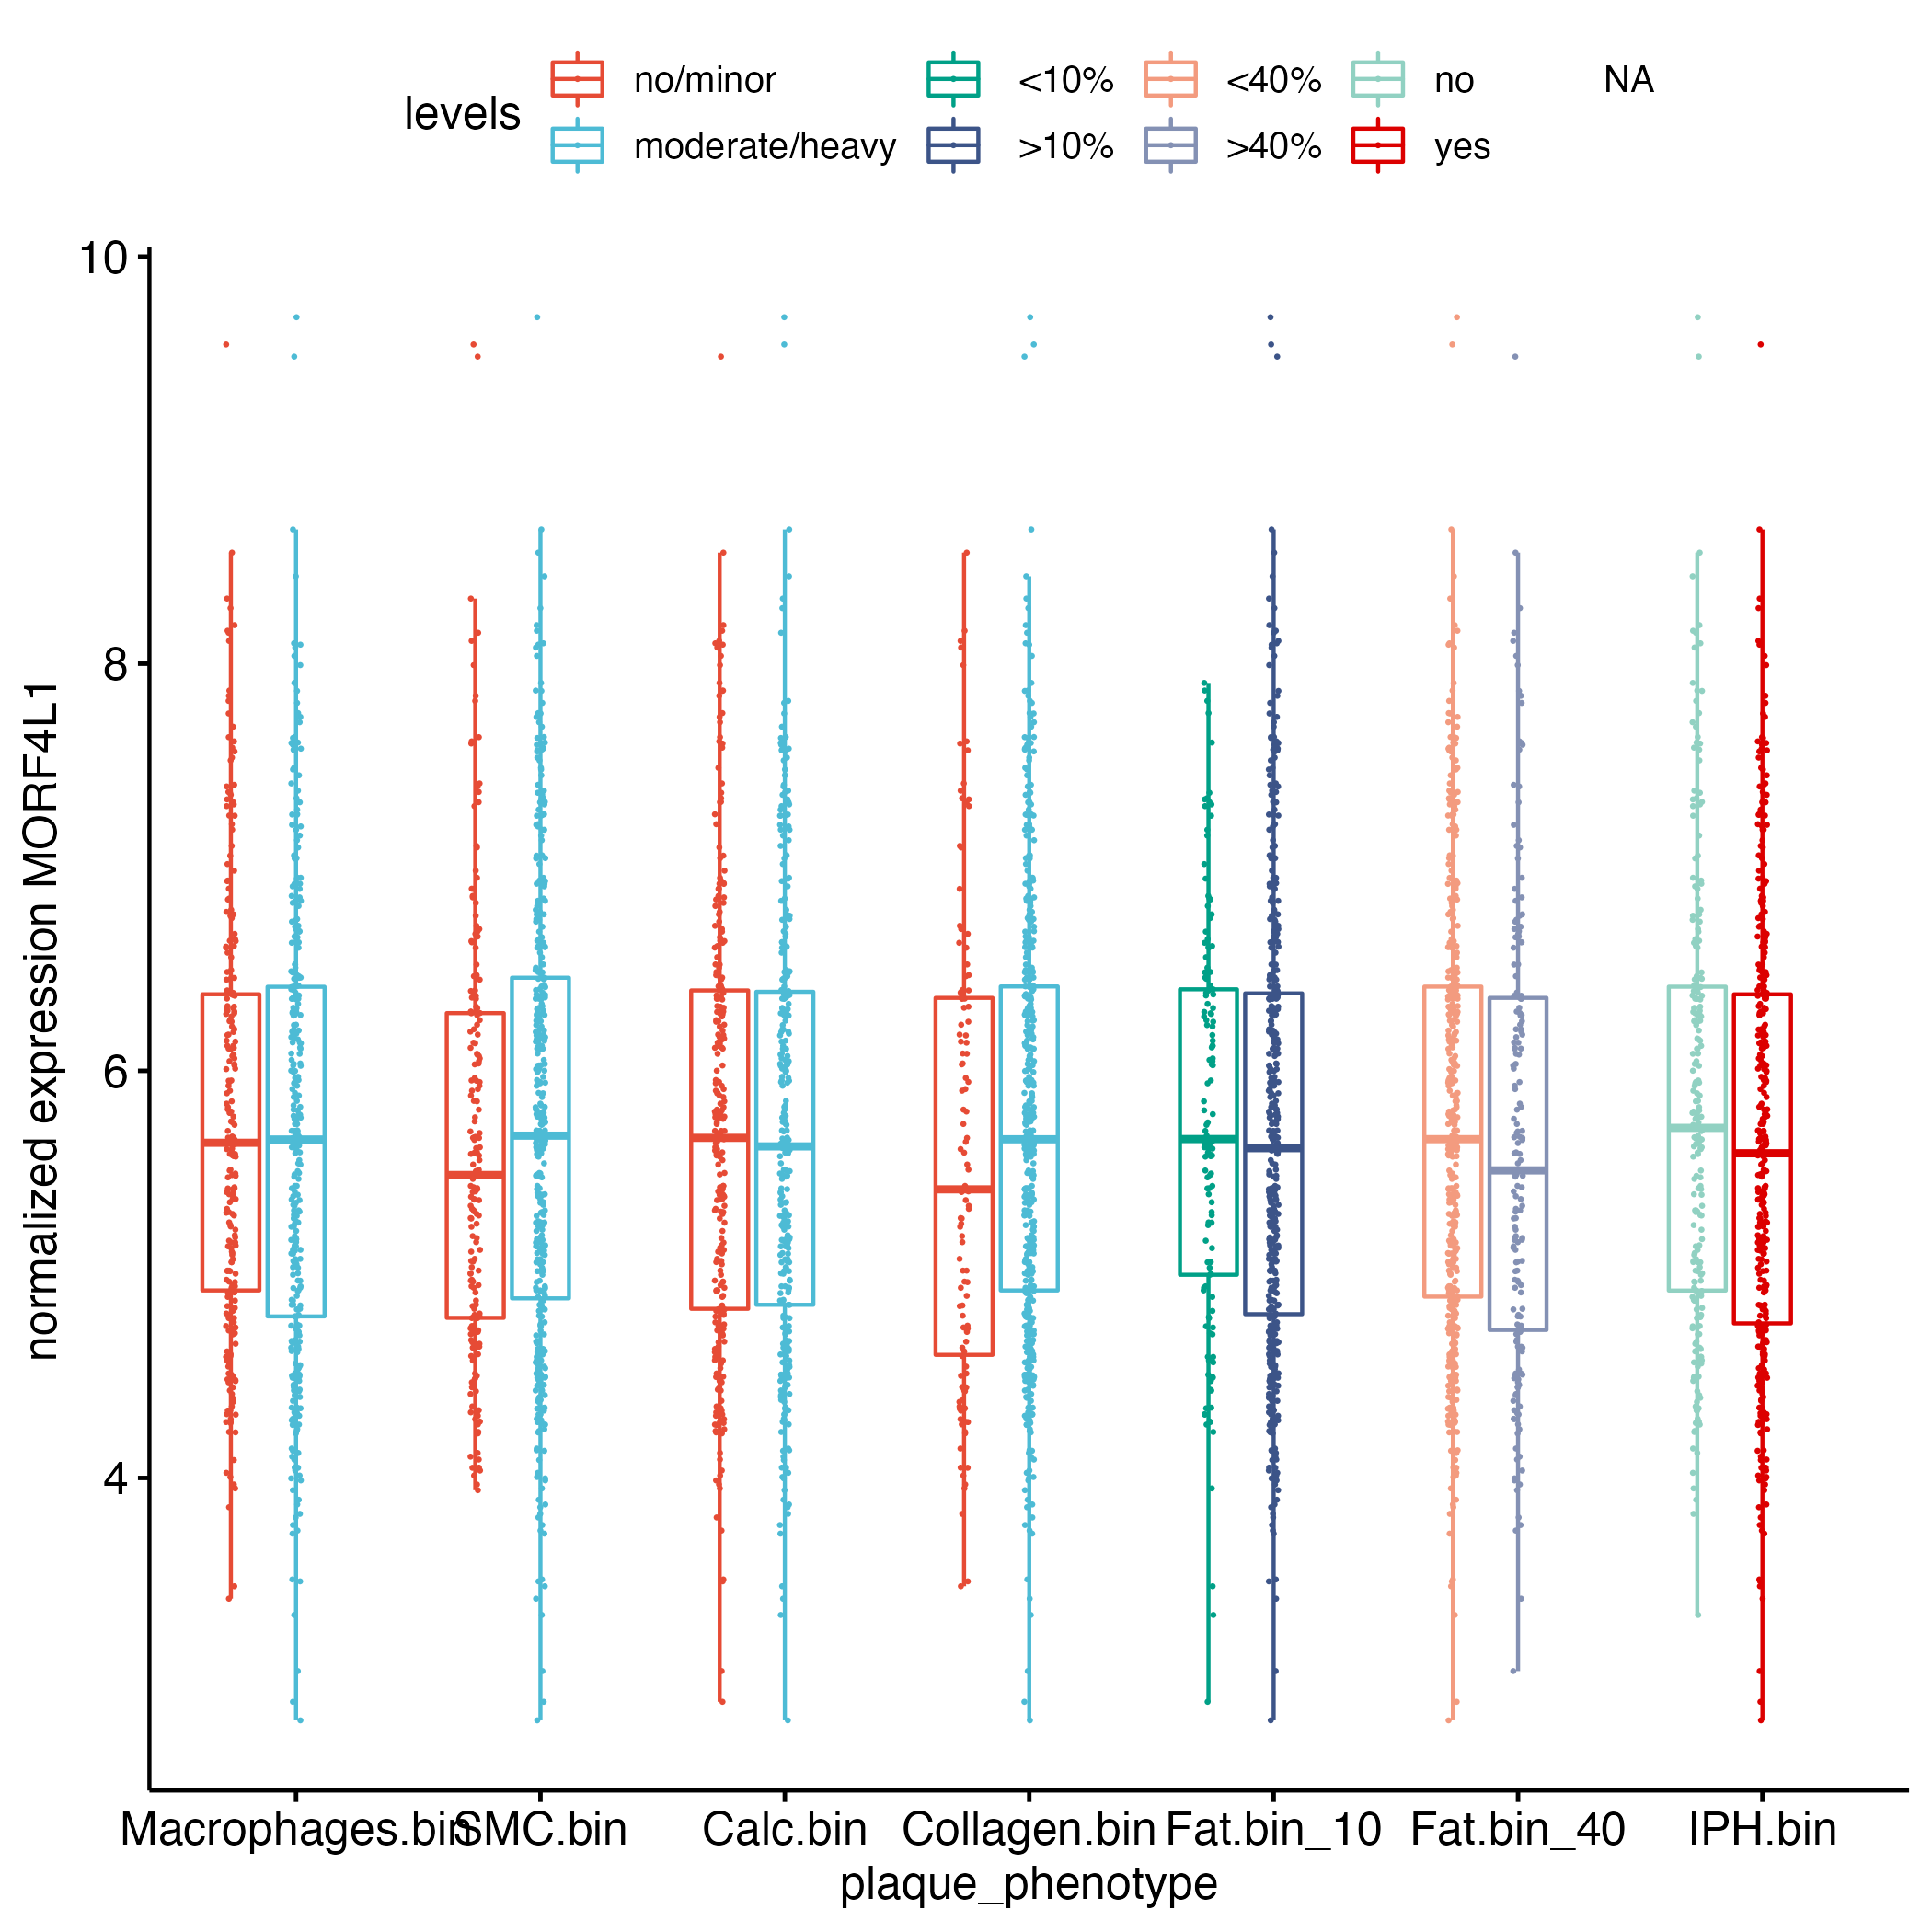 levels
no/minor <10% <40% no NA
moderate/heavy >10% >40% yes
10
8
6
4
normalized expression MORF4L1
Macrophages.bin SMC.bin Calc.bin Collagen.bin Fat.bin_10 Fat.bin_40 IPH.bin
plaque_phenotype